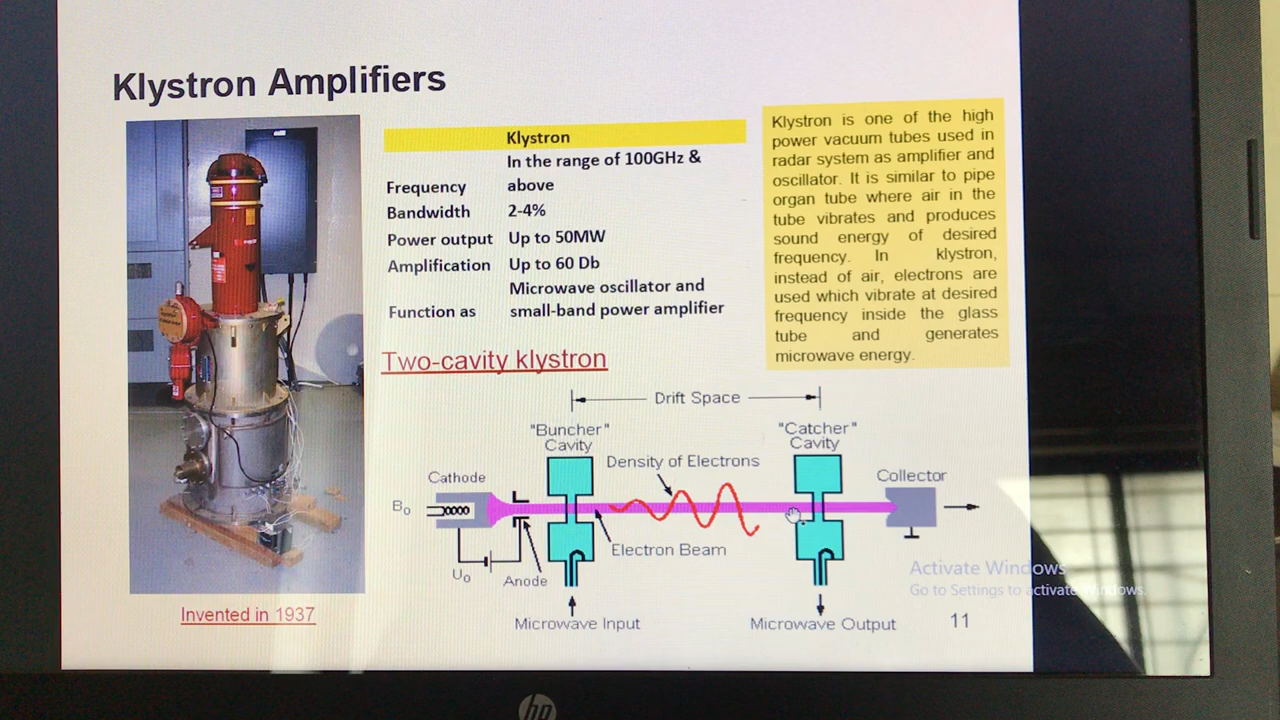 Klystron Amplifiers
Klystron
Frequency In the range of 100GHz & above
Bandwidth 2-4%
Power output Up to 50MW
Amplification Up to 60 Db
Function as Microwave oscillator and small-band power amplifier
Klystron is one of the high
power vacuum tubes used in
radar system as amplifier and
oscillator. It is similar to pipe
organ tube where air in the
tube vibrates and produces
sound energy of desired
frequency. In klystron,
instead of air, electrons are
used which vibrate at desired
frequency inside the glass
tube and generates
microwave energy.
Two-cavity klystron
Drift Space
"Buncher"
Cavity
"Catcher"
Cavity
Density of Electrons
Cathode
Collector
B₀
Electron Beam
U₀
Anode
Microwave Input
Microwave Output
Invented in 1937
Activate Windows
Go to Settings to activate Windows.
11
hp